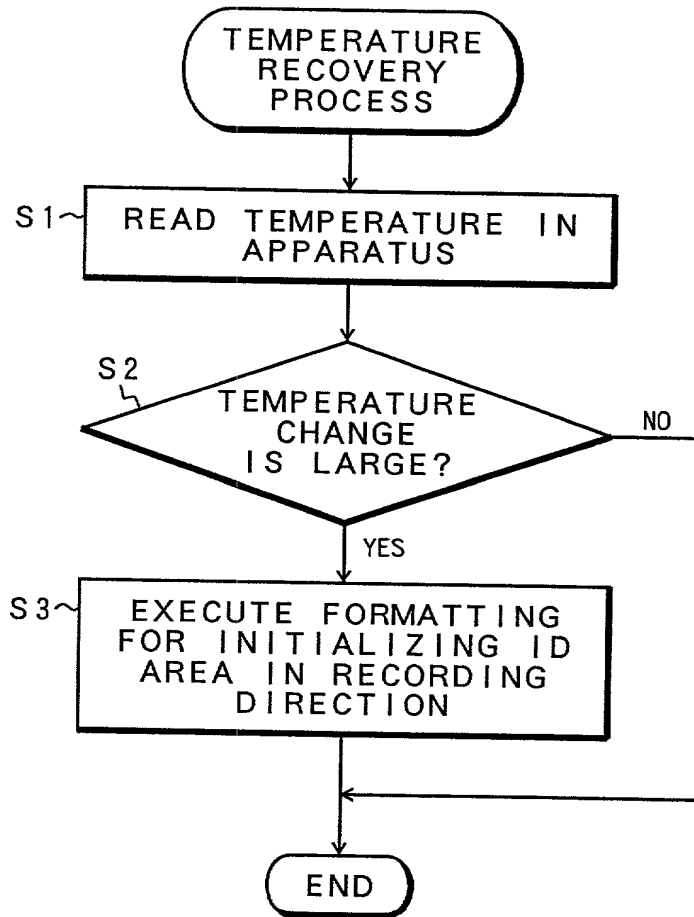 TEMPERATURE
RECOVERY
PROCESS
S1
READ TEMPERATURE IN
APPARATUS
S2
TEMPERATURE
CHANGE
IS LARGE?
NO
YES
S3
EXECUTE FORMATTING
FOR INITIALIZING ID
AREA IN RECORDING
DIRECTION
END